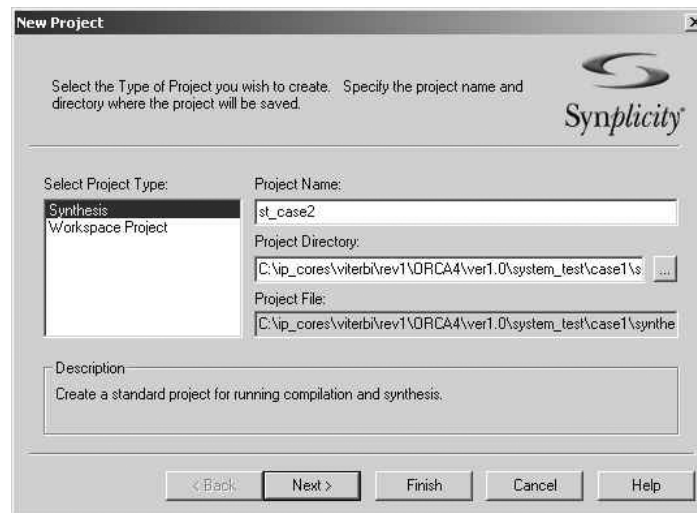 New Project
Select the Type of Project you wish to create. Specify the project name and
directory where the project will be saved.
Synplicity
Select Project Type:
Synthesis
Workspace Project
Project Name:
st_case2
Project Directory:
C:\ip_cores\viterbi\rev1\ORCA4\ver1.0\system_test\case1\s
...
Project File:
C:\ip_cores\viterbi\rev1\ORCA4\ver1.0\system_test\case1\synthe
Description
Create a standard project for running compilation and synthesis.
< Back
Next >
Finish
Cancel
Help